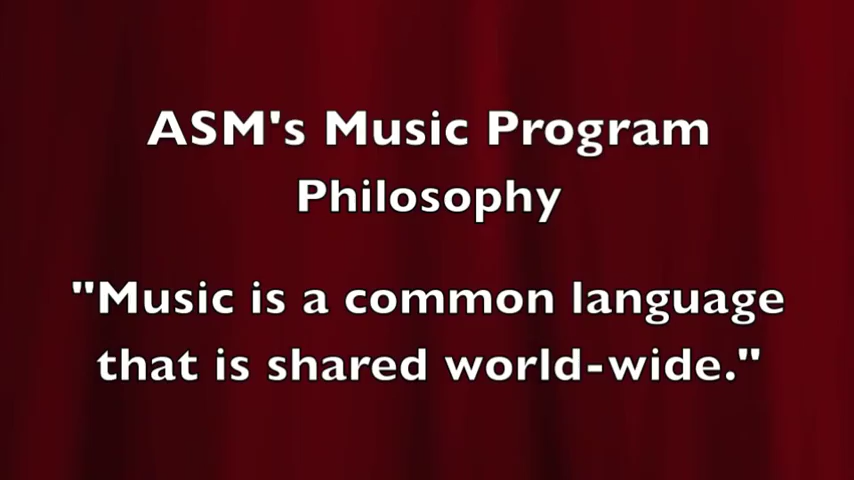 ASM's Music Program
Philosophy
"Music is a common language
that is shared world-wide."